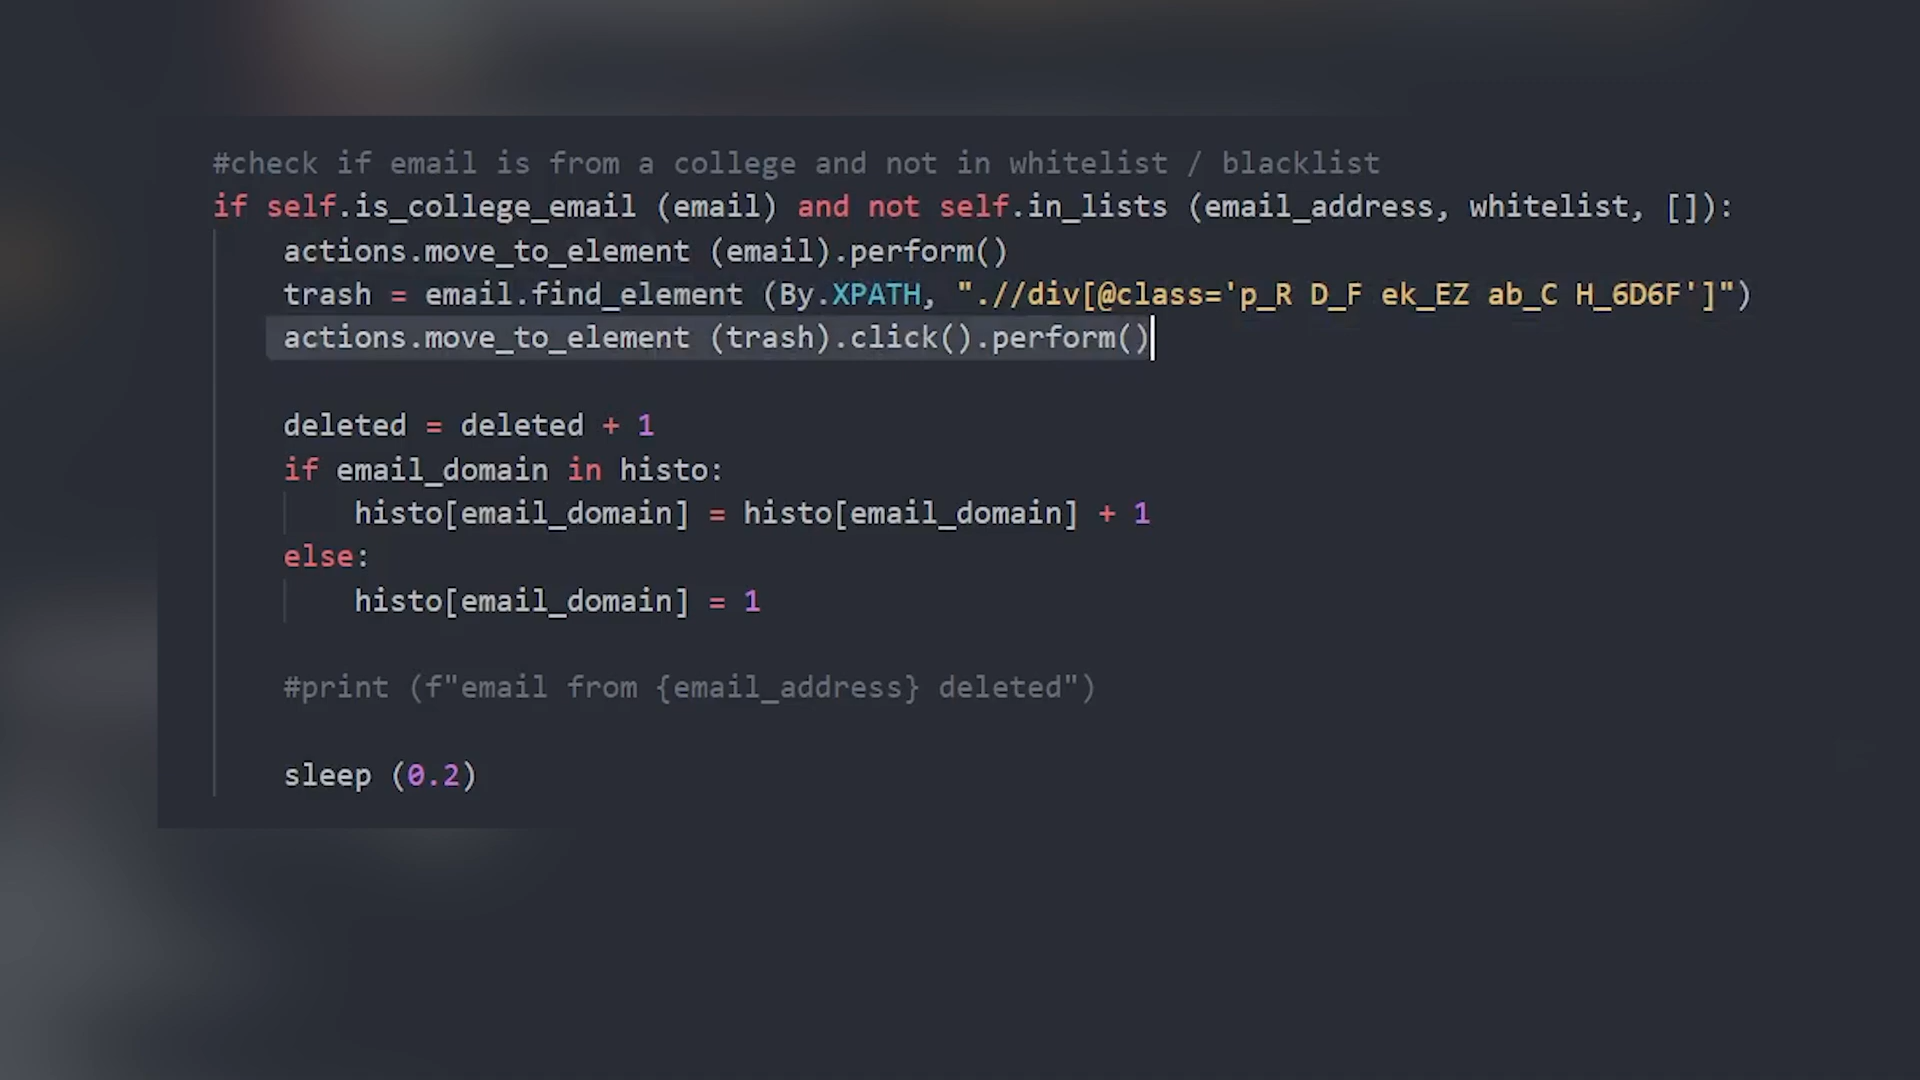 #check if email is from a college and not in whitelist / blacklist
if self.is_college_email (email) and not self.in_lists (email_address, whitelist, []):
actions.move_to_element (email).perform()
trash = email.find_element (By.XPATH, ".//div[@class='p_R D_F ek_EZ ab_C H_6D6F']")
actions.move_to_element (trash).click().perform()
deleted = deleted + 1
if email_domain in histo:
histo[email_domain] = histo[email_domain] + 1
else:
histo[email_domain] = 1
#print (f"email from {email_address} deleted")
sleep (0.2)